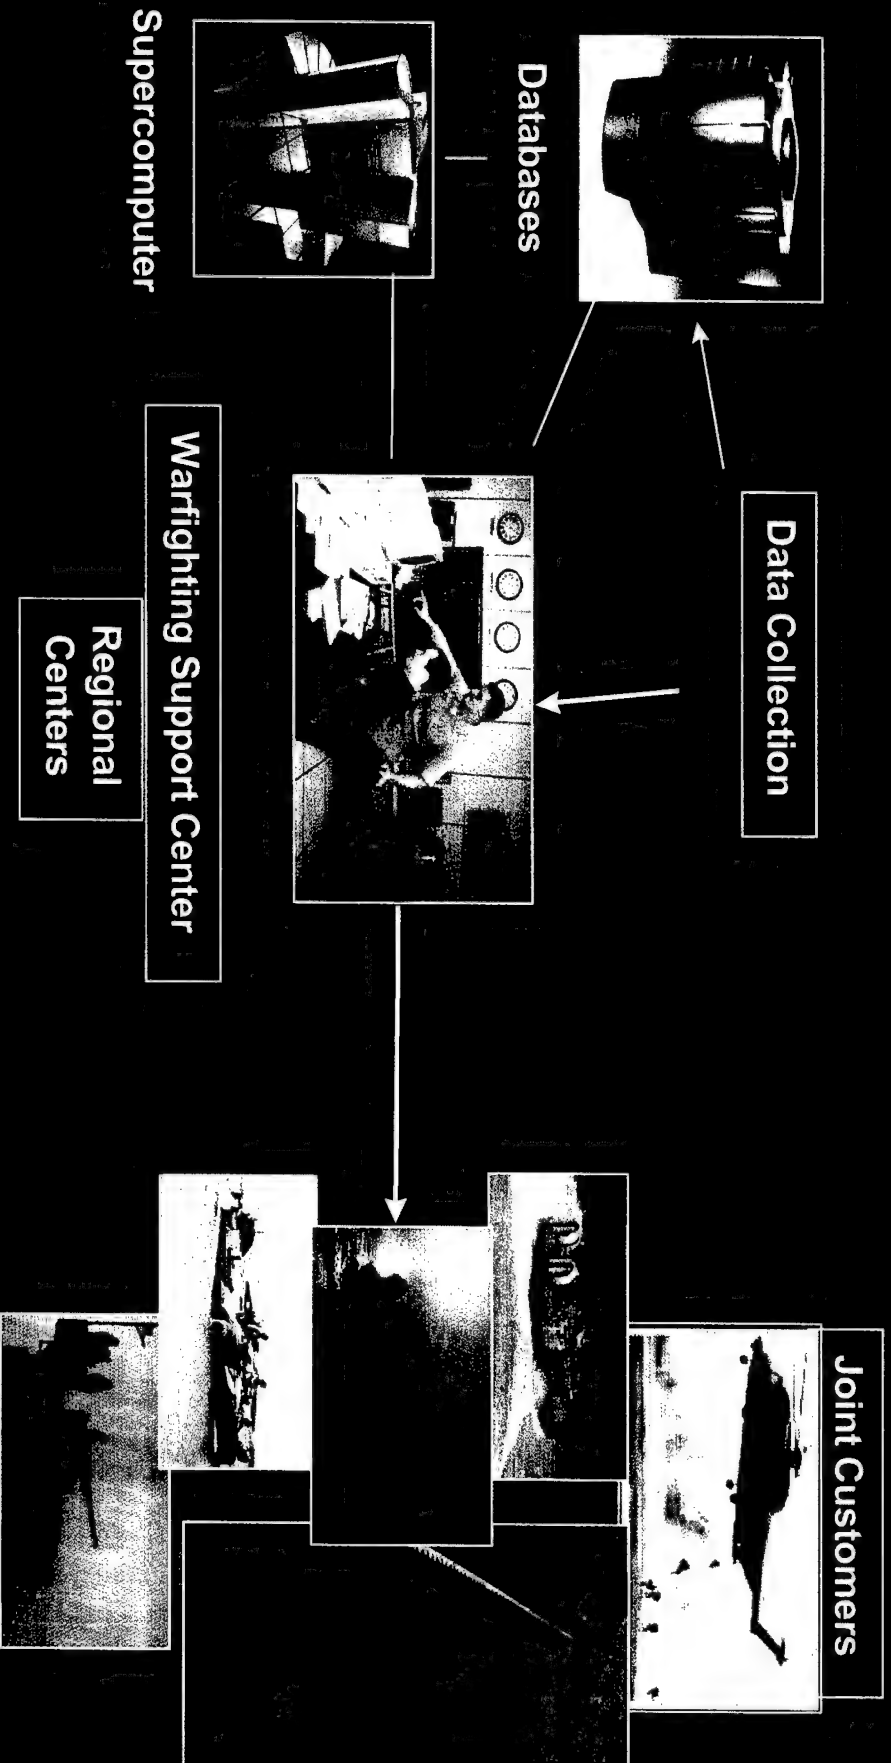 Data Collection
Joint Customers
Databases
Supercomputer
Warfighting Support Center
Regional
Centers